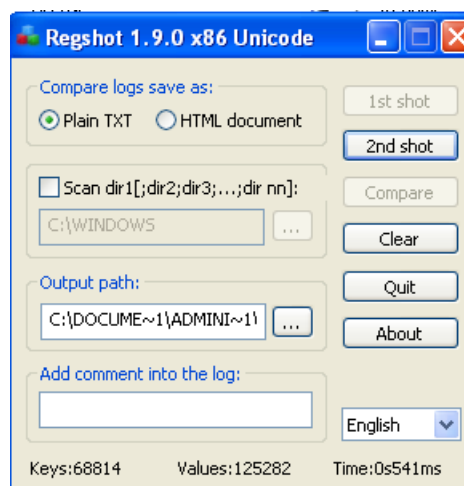 Regshot 1.9.0 x86 Unicode
Compare logs save as:
Plain TXT
HTML document
1st shot
2nd shot
Scan dir1[;dir2;dir3;...;dir nn]:
Compare
C:\WINDOWS
...
Clear
Output path:
Quit
C:\DOCUME~1\ADMINI~1\
...
About
Add comment into the log:
English
Keys:68814 Values:125282 Time:0s541ms